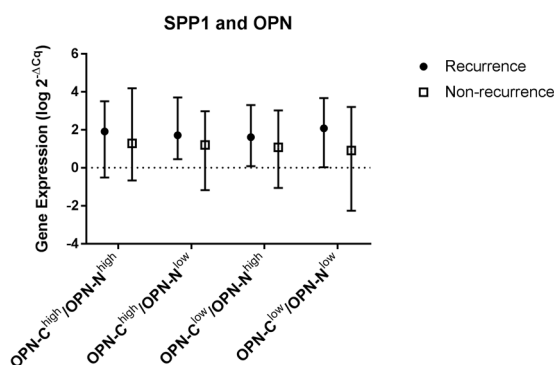 SPP1 and OPN
Gene Expression (log 2^-ΔCq)
6
4
2
0
-2
-4
OPN-C^high/OPN-N^high
OPN-C^high/OPN-N^low
OPN-C^low/OPN-N^high
OPN-C^low/OPN-N^low
Recurrence
Non-recurrence